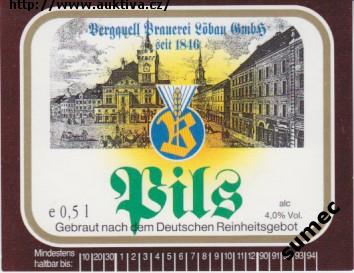 http://www.auktiva.cz/
Bergquell Brauerei Löbau GmbH
seit 1846
B
Pils
e 0,5 l
alc
4,0% Vol.
Gebraut nach dem Deutschen Reinheitsgebot
Mindestens
haltbar bis:
10 20 30 1 2 3 4 5 6 7 8 9 10 11 12 91 92 93 94
sumec